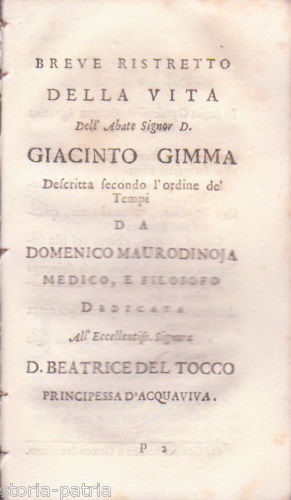 BREVE RISTRETTO
DELLA VITA
Dell' Abate Signor D.
GIACINTO GIMMA
Descritta secondo l'ordine de'
Tempi
DA
DOMENICO MAURODINOJA
MEDICO, E FILOSOFO
DEDICATA
All' Eccellentiss. Signora
D. BEATRICE DEL TOCCO
PRINCIPESSA D'ACQUAVIVA.
P 2
storia-patria